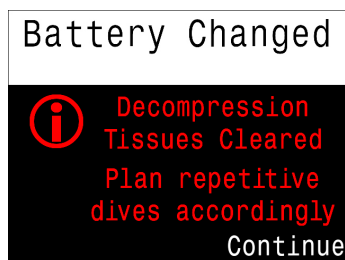 Battery Changed
Decompression
Tissues Cleared
Plan repetitive
dives accordingly
Continue